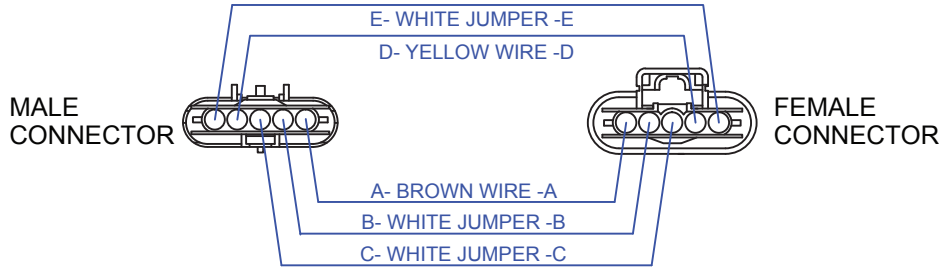 E- WHITE JUMPER -E
D- YELLOW WIRE -D
MALE
CONNECTOR
FEMALE
CONNECTOR
A- BROWN WIRE -A
B- WHITE JUMPER -B
C- WHITE JUMPER -C